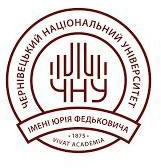 ЧЕРНІВЕЦЬКИЙ НАЦІОНАЛЬНИЙ УНІВЕРСИТЕТ
ЧНУ
ІМЕНІ ЮРІЯ ФЕДЬКОВИЧА
• 1875 •
VIVAT ACADEMIA